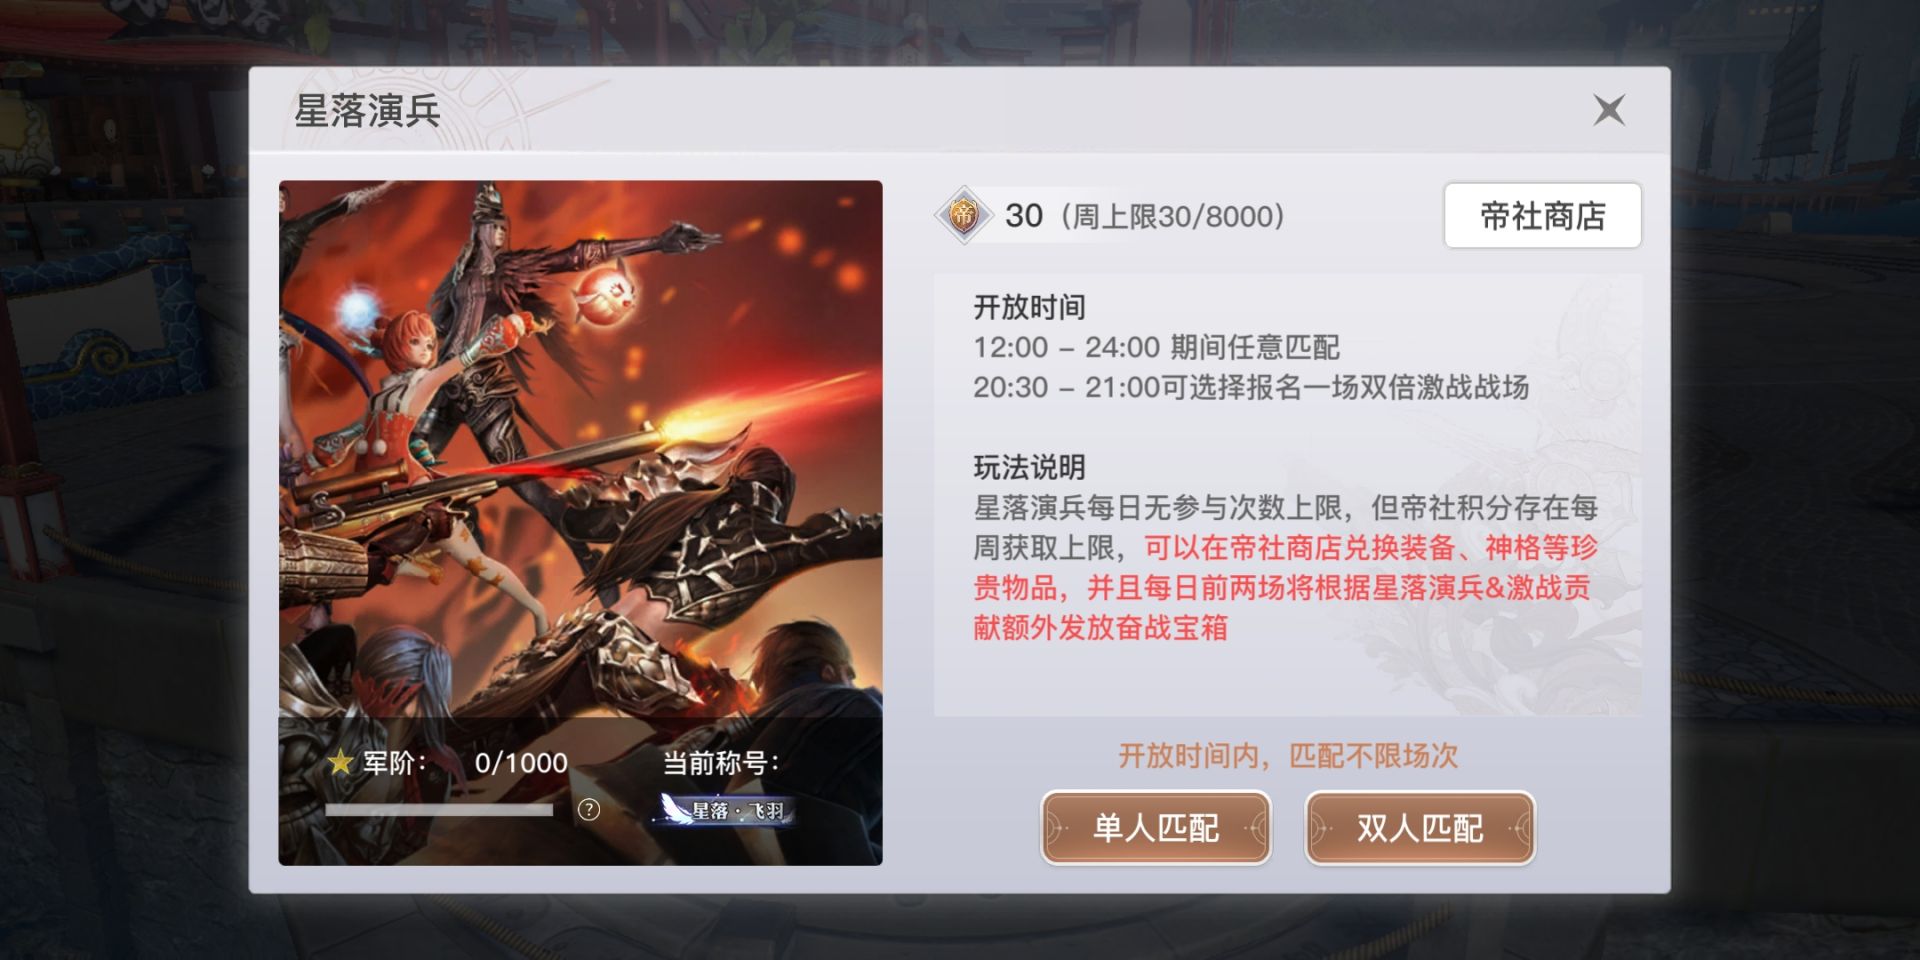 星落演兵
帝 30（周上限30/8000）
帝社商店
开放时间
12:00 – 24:00 期间任意匹配
20:30 – 21:00可选择报名一场双倍激战战场
玩法说明
星落演兵每日无参与次数上限，但帝社积分存在每
周获取上限，可以在帝社商店兑换装备、神格等珍
贵物品，并且每日前两场将根据星落演兵&激战贡
献额外发放奋战宝箱
军阶： 0/1000
当前称号：
?
星落·飞羽
开放时间内，匹配不限场次
单人匹配
双人匹配